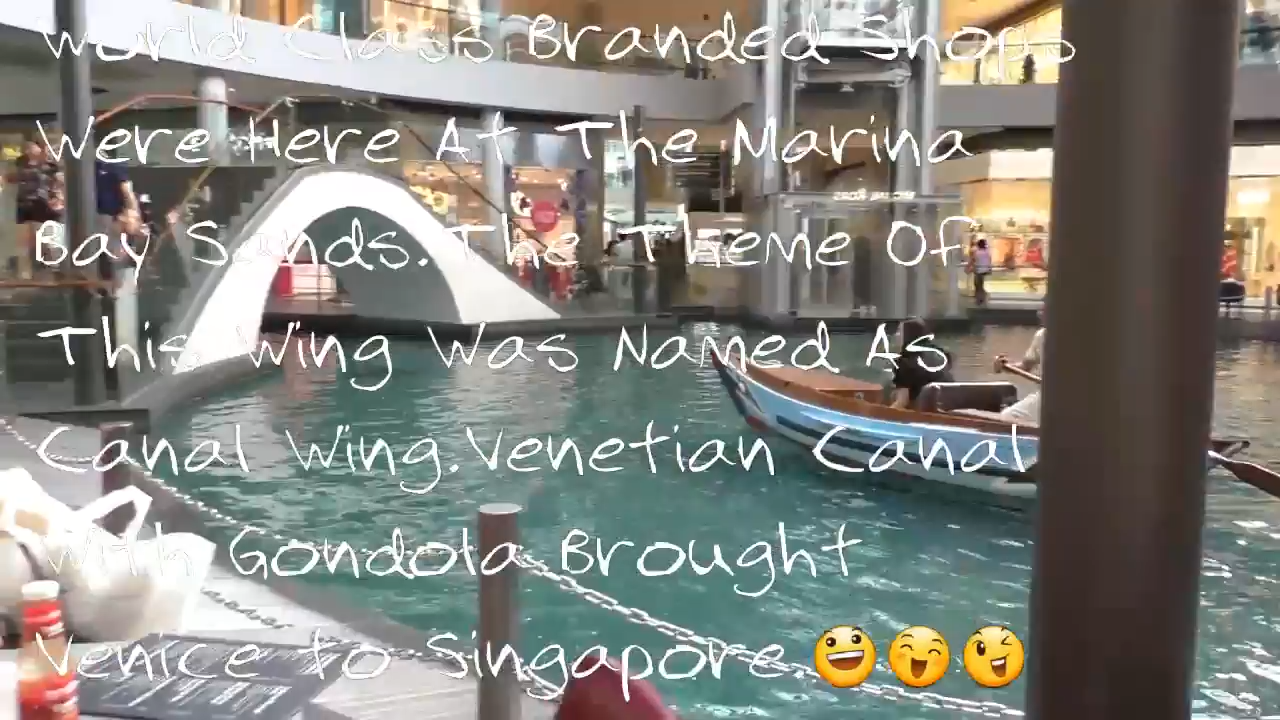 World Class Branded Shops
Were Here At The Marina
Bay Sands. The Theme Of
This Wing Was Named As
Canal Wing.Venetian Canal
With Gondola Brought
Venice to Singapore.😃😄😉